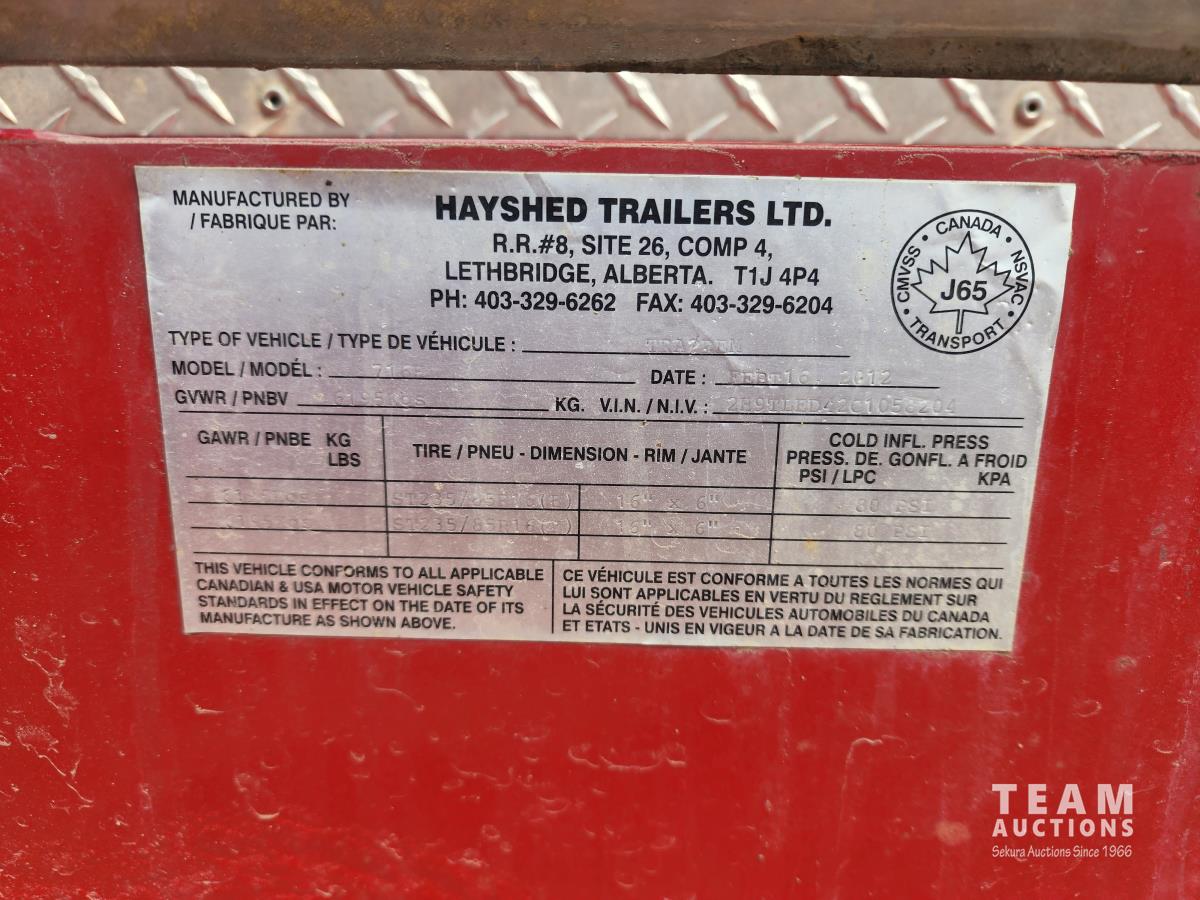 MANUFACTURED BY
/ FABRIQUE PAR:
HAYSHED TRAILERS LTD.
R.R.#8, SITE 26, COMP 4,
LETHBRIDGE, ALBERTA. T1J 4P4
PH: 403-329-6262 FAX: 403-329-6204
CMVSS • CANADA • NSVAC • TRANSPORT •
J65
TYPE OF VEHICLE / TYPE DE VÉHICULE :
MODEL / MODÉL : DATE : 16, 2012
GVWR / PNBV KG. V.I.N. / N.I.V. :
GAWR / PNBE KG
LBS
TIRE / PNEU - DIMENSION - RIM / JANTE
COLD INFL. PRESS
PRESS. DE. GONFL. A FROID
PSI / LPC KPA
16" x 6" 80 PSI
16" x 6" 80 PSI
THIS VEHICLE CONFORMS TO ALL APPLICABLE
CANADIAN & USA MOTOR VEHICLE SAFETY
STANDARDS IN EFFECT ON THE DATE OF ITS
MANUFACTURE AS SHOWN ABOVE.
CE VÉHICULE EST CONFORME A TOUTES LES NORMES QUI
LUI SONT APPLICABLES EN VERTU DU REGLEMENT SUR
LA SÉCURITÉ DES VEHICULES AUTOMOBILES DU CANADA
ET ETATS - UNIS EN VIGEUR A LA DATE DE SA FABRICATION.
TEAM
AUCTIONS
Sekura Auctions Since 1966